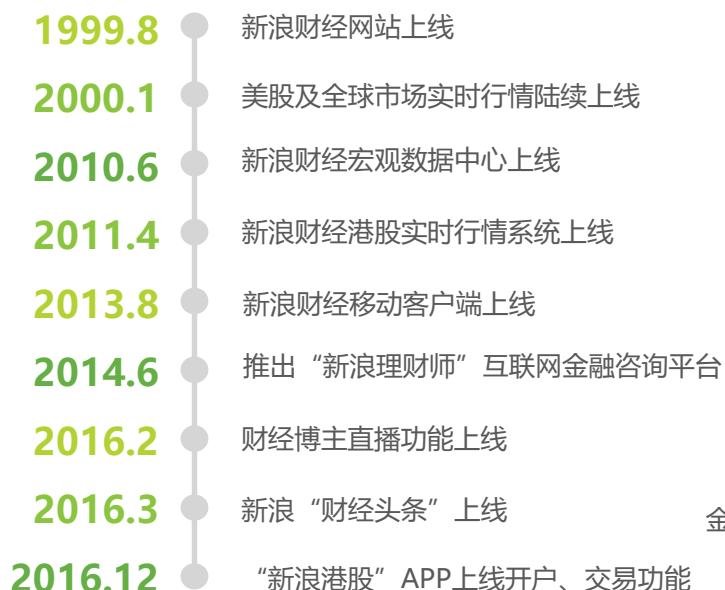 1999.8 新浪财经网站上线
2000.1 美股及全球市场实时行情陆续上线
2010.6 新浪财经宏观数据中心上线
2011.4 新浪财经港股实时行情系统上线
2013.8 新浪财经移动客户端上线
2014.6 推出“新浪理财师”互联网金融咨询平台
2016.2 财经博主直播功能上线
2016.3 新浪“财经头条”上线
金
2016.12 “新浪港股”APP上线开户、交易功能